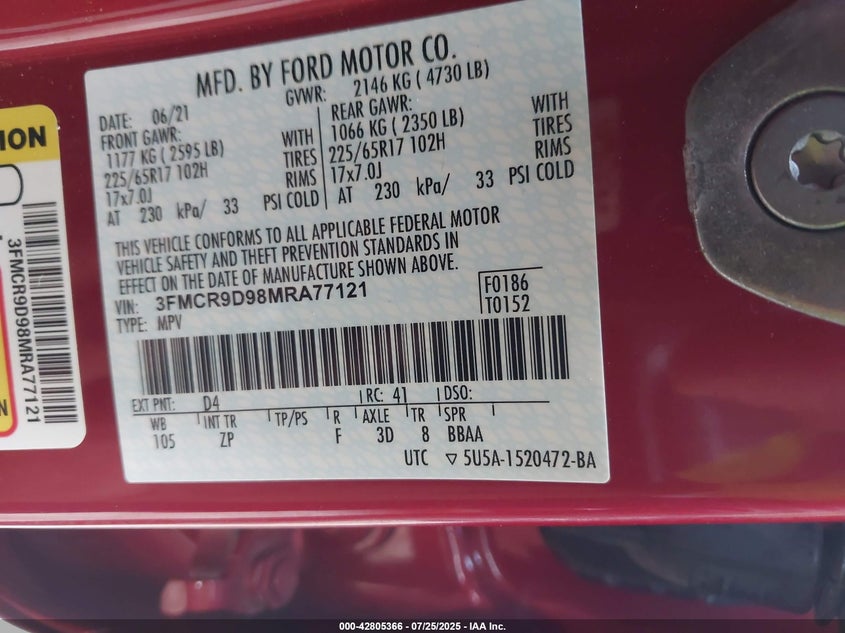 MFD. BY FORD MOTOR CO.
DATE: 06/21
GVWR: 2146 KG ( 4730 LB)
FRONT GAWR:
1177 KG ( 2595 LB)
225/65R17 102H
17x7.0J
AT 230 kPa/ 33 PSI COLD
WITH
TIRES
RIMS
REAR GAWR:
1066 KG ( 2350 LB)
225/65R17 102H
17x7.0J
AT 230 kPa/ 33 PSI COLD
WITH
TIRES
RIMS
THIS VEHICLE CONFORMS TO ALL APPLICABLE FEDERAL MOTOR
VEHICLE SAFETY AND THEFT PREVENTION STANDARDS IN
EFFECT ON THE DATE OF MANUFACTURE SHOWN ABOVE.
VIN: 3FMCR9D98MRA77121
F0186
TYPE: MPV
T0152
EXT PNT: D4 RC: 41 DSO:
WB INT TR TP/PS R AXLE TR SPR
105 ZP F 3D 8 BBAA
UTC ▽ 5U5A-1520472-BA
3FMCR9D98MRA77121
000-42805366 - 07/25/2025 - IAA Inc.